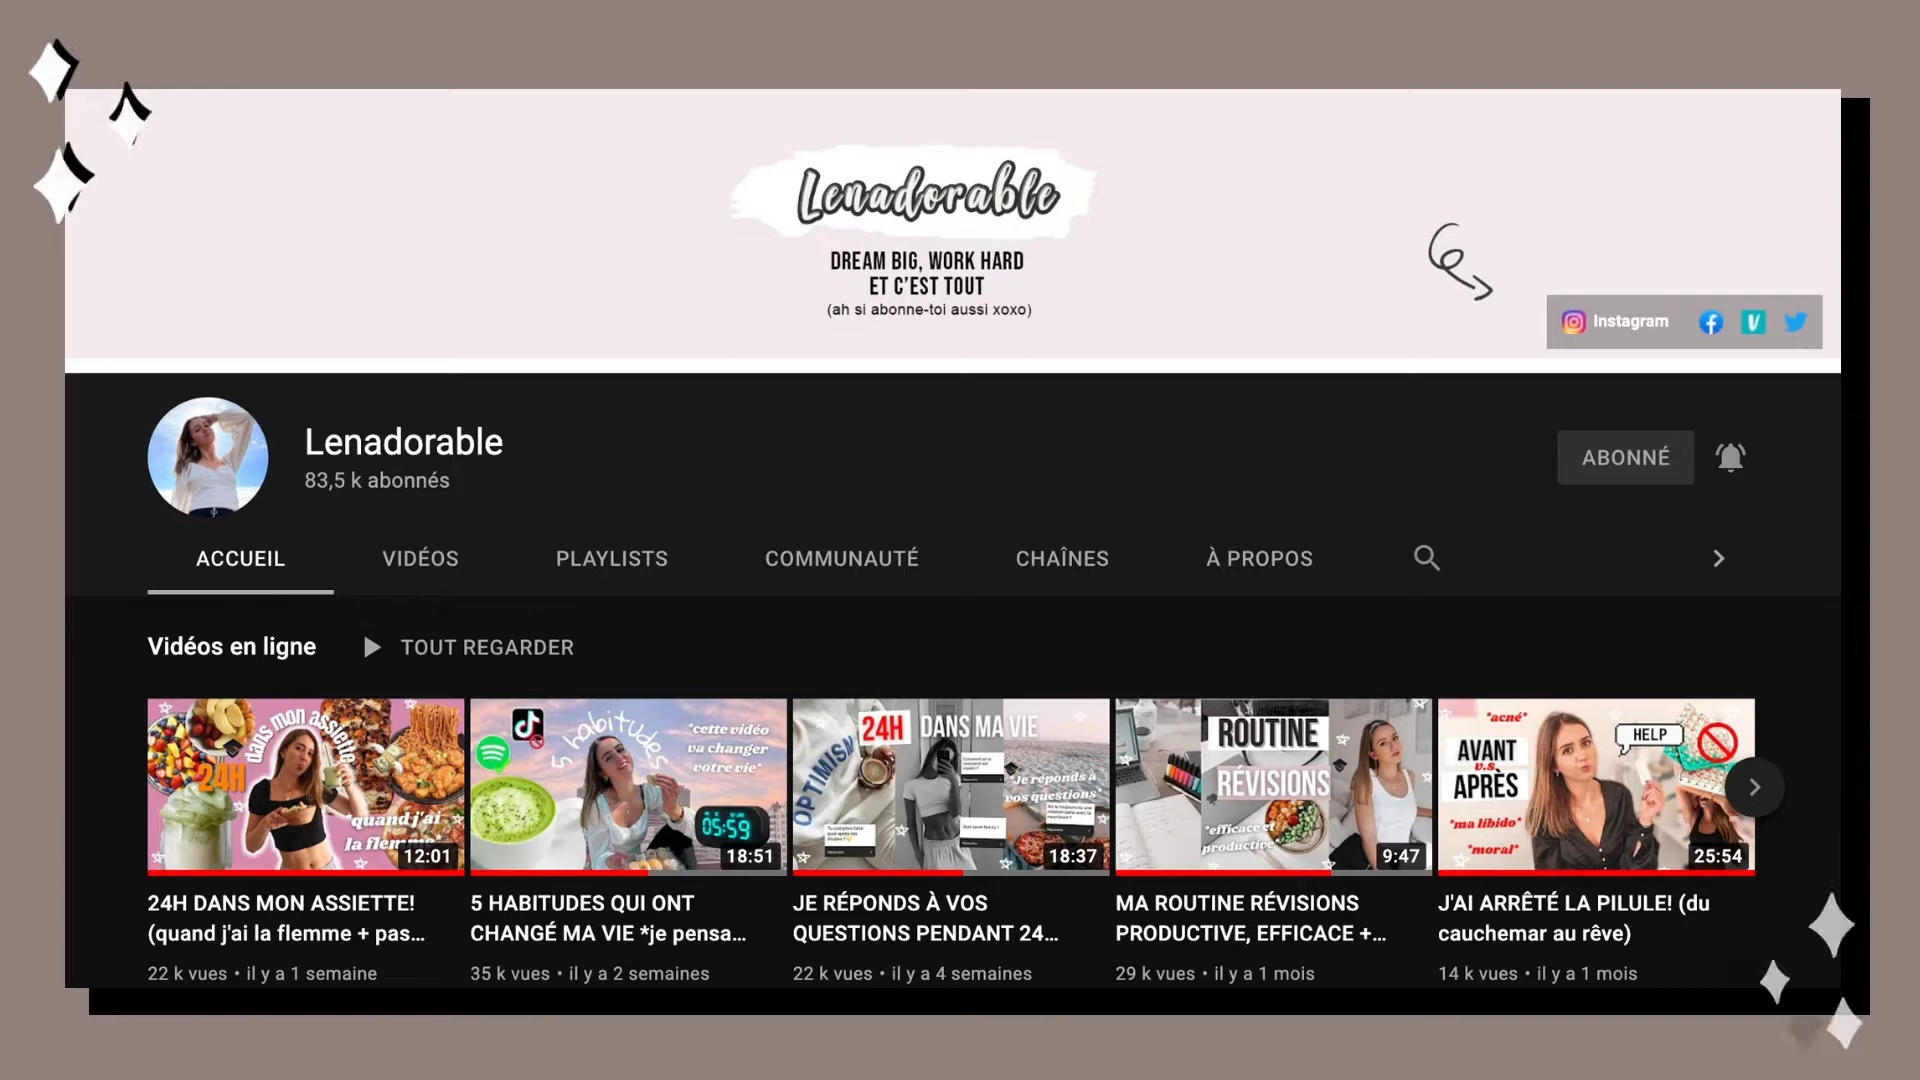 Lenadorable
DREAM BIG, WORK HARD
ET C'EST TOUT
(ah si abonne-toi aussi xoxo)
Instagram
Lenadorable
83,5 k abonnés
ABONNÉ
ACCUEIL
VIDÉOS
PLAYLISTS
COMMUNAUTÉ
CHAÎNES
À PROPOS
Vidéos en ligne
TOUT REGARDER
24H
dans mon assiette
*quand j'ai
la flemme*
12:01
5 habitudes
*cette vidéo
va changer
votre vie*
05:59
18:51
24H DANS MA VIE
OPTIMISM
*Je réponds à
vos questions*
18:37
ROUTINE
RÉVISIONS
*efficace et
productive*
9:47
*acné*
AVANT
v.s.
APRÈS
*ma libido*
*moral*
HELP
25:54
24H DANS MON ASSIETTE!
(quand j'ai la flemme + pas...
22 k vues • il y a 1 semaine
5 HABITUDES QUI ONT
CHANGÉ MA VIE *je pensa...
35 k vues • il y a 2 semaines
JE RÉPONDS À VOS
QUESTIONS PENDANT 24...
22 k vues • il y a 4 semaines
MA ROUTINE RÉVISIONS
PRODUCTIVE, EFFICACE +...
29 k vues • il y a 1 mois
J'AI ARRÊTÉ LA PILULE! (du
cauchemar au rêve)
14 k vues • il y a 1 mois